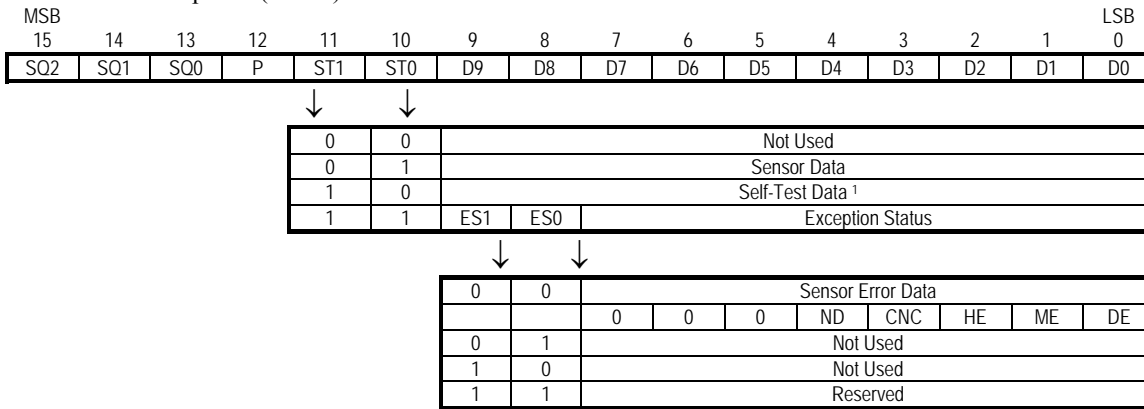 MSB LSB
15 14 13 12 11 10 9 8 7 6 5 4 3 2 1 0
SQ2 SQ1 SQ0 P ST1 ST0 D9 D8 D7 D6 D5 D4 D3 D2 D1 D0
↓ ↓
0 0 Not Used
0 1 Sensor Data
1 0 Self-Test Data 1
1 1 ES1 ES0 Exception Status
↓ ↓
0 0 Sensor Error Data
0 0 0 ND CNC HE ME DE
0 1 Not Used
1 0 Not Used
1 1 Reserved